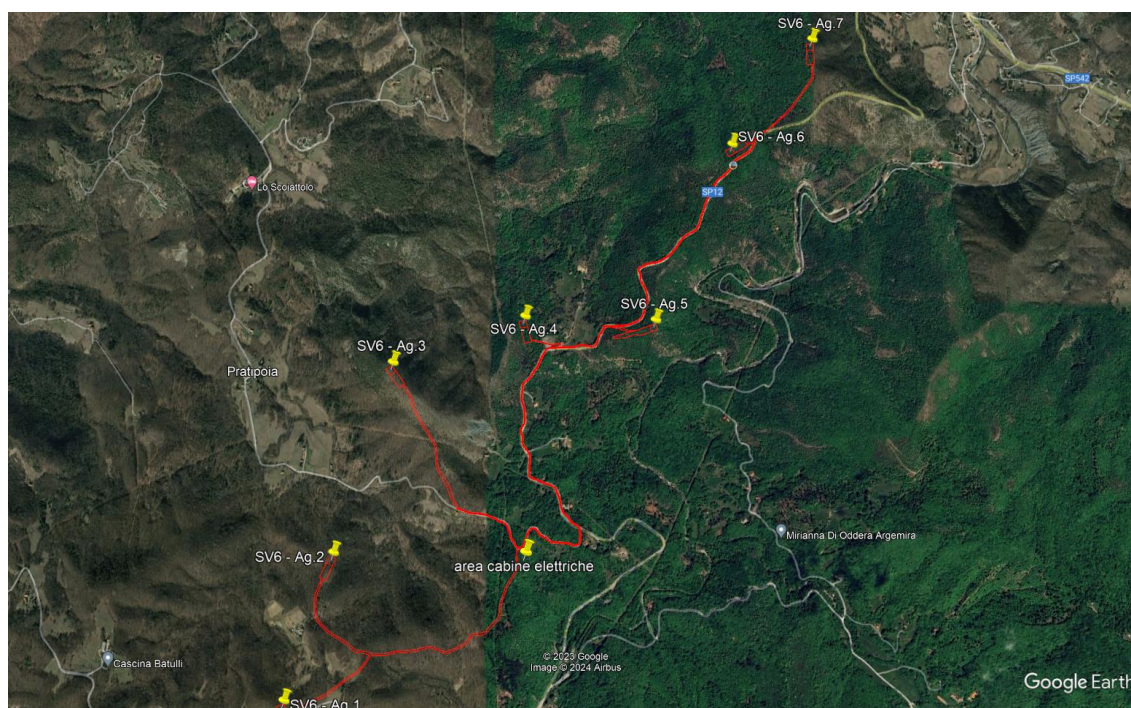 SV6 - Ag.7
SP542
SV6 - Ag.6
Lo Scoiattolo
SP12
SV6 - Ag.5
SV6 - Ag.4
SV6 - Ag.3
Pratipoia
Mirianna Di Oddera Argemira
SV6 - Ag.2
area cabine elettriche
© 2023 Google
Image © 2024 Airbus
Cascina Batulli
Google Earth
SV6 - Ag.1